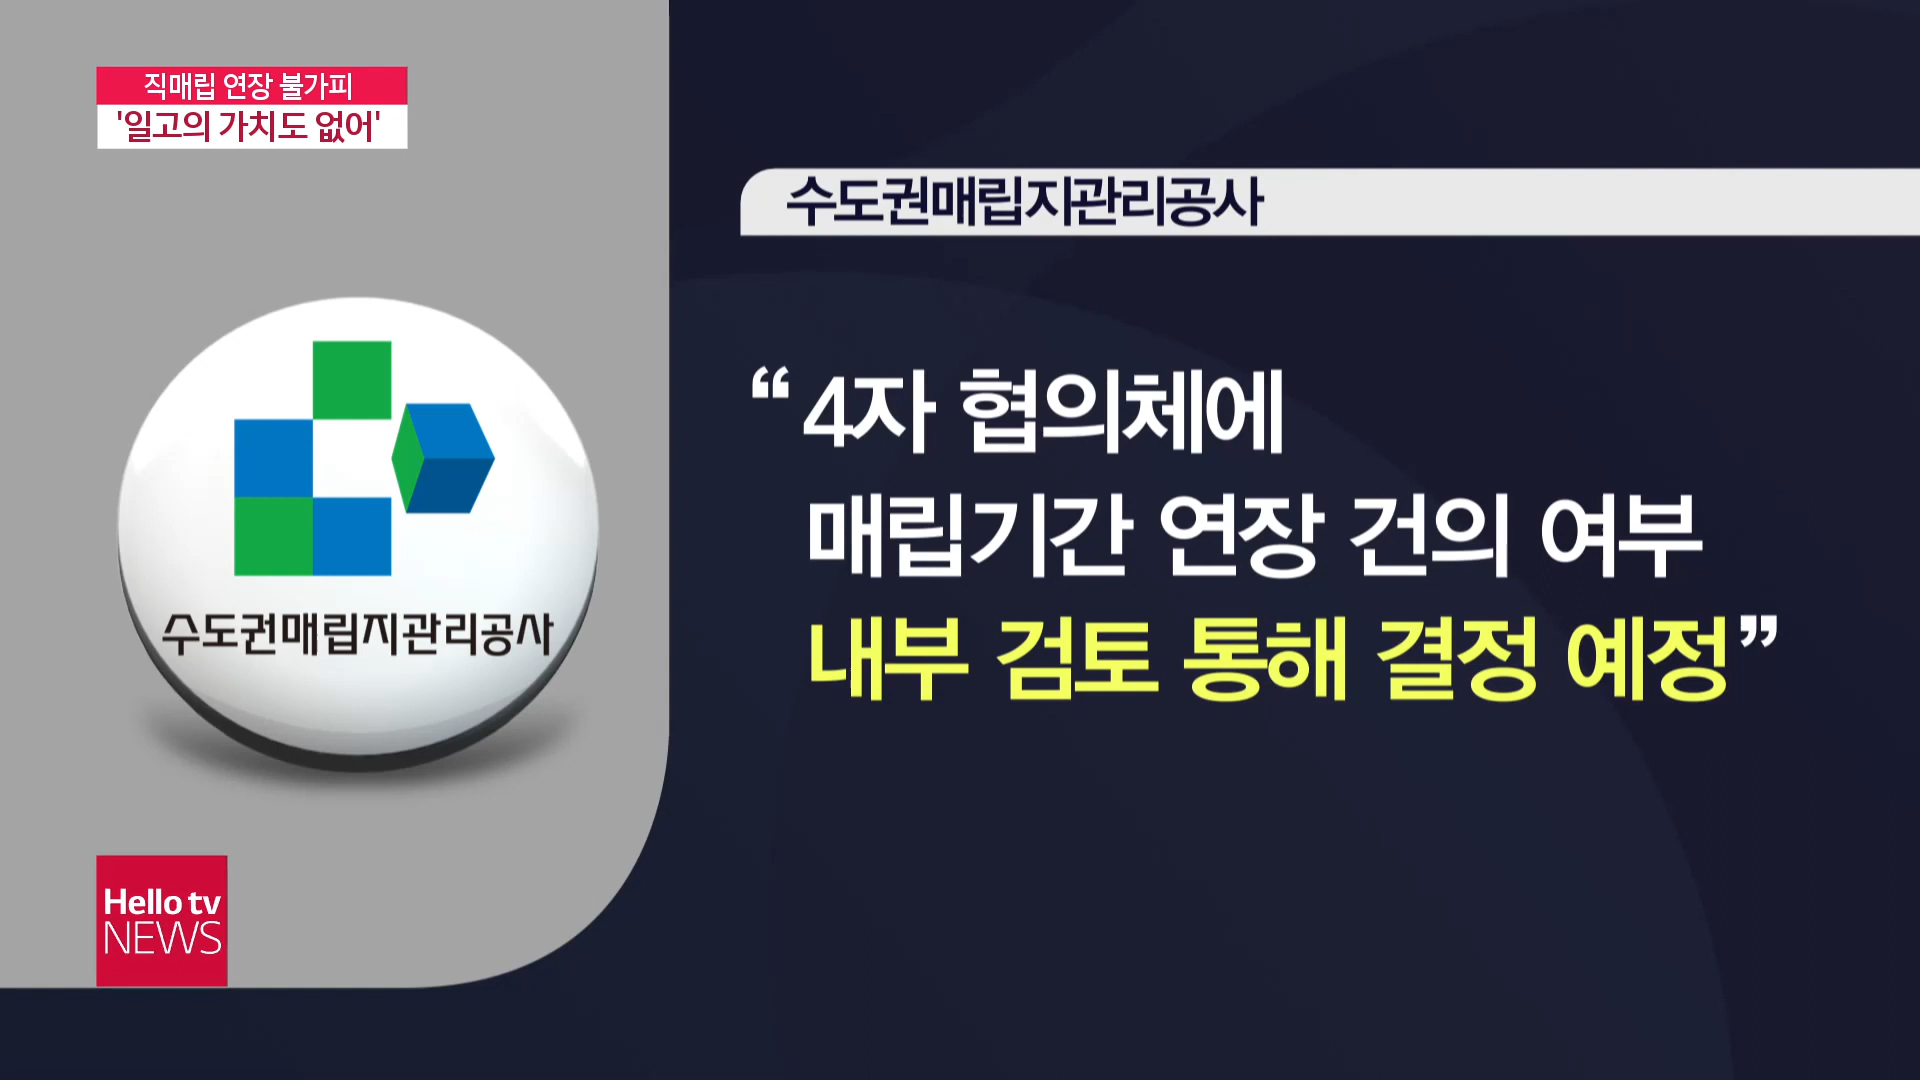 직매립 연장 불가피
'일고의 가치도 없어'
수도권매립지관리공사
“4자 협의체에
매립기간 연장 건의 여부
내부 검토 통해 결정 예정”
수도권매립지관리공사
Hello tv
NEWS